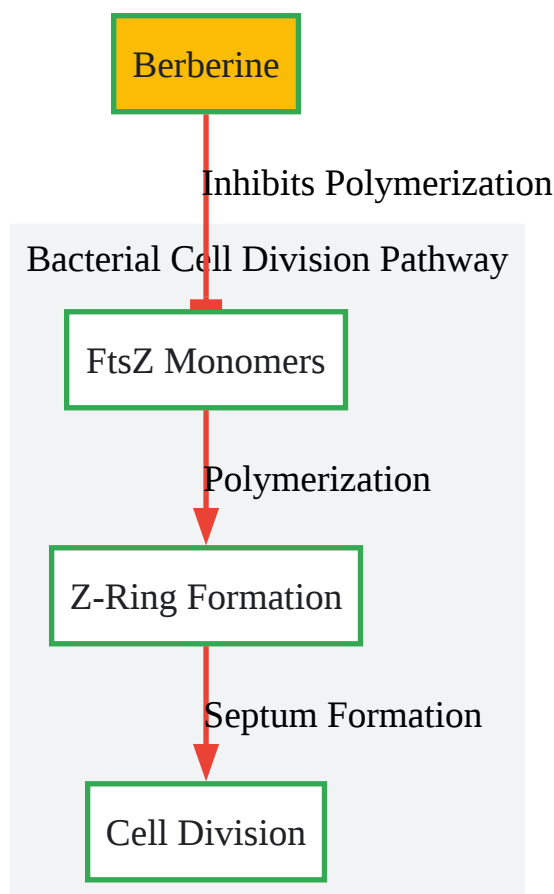 Berberine
Inhibits Polymerization
Bacterial Cell Division Pathway
FtsZ Monomers
Polymerization
Z-Ring Formation
Septum Formation
Cell Division